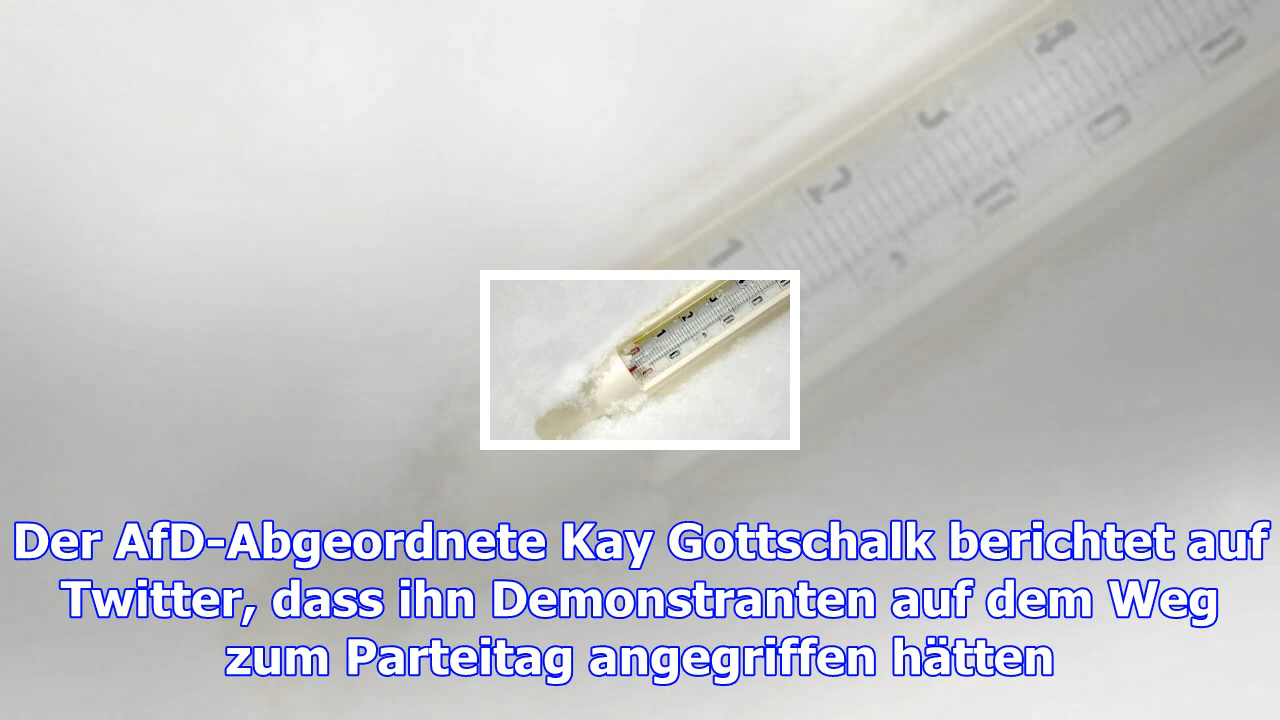 Der AfD-Abgeordnete Kay Gottschalk berichtet auf
Twitter, dass ihn Demonstranten auf dem Weg
zum Parteitag angegriffen hätten